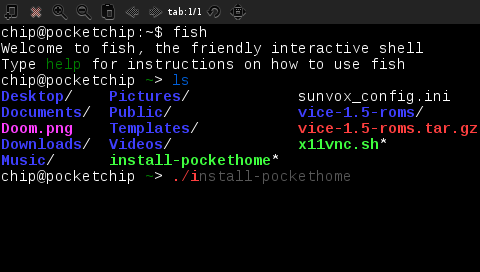 tab:1/1
chip@pocketchip:~$ fish
Welcome to fish, the friendly interactive shell
Type help for instructions on how to use fish
chip@pocketchip ~> ls
Desktop/ Pictures/ sunvox_config.ini
Documents/ Public/ vice-1.5-roms/
Doom.png Templates/ vice-1.5-roms.tar.gz
Downloads/ Videos/ x11vnc.sh*
Music/ install-pockethome*
chip@pocketchip ~> ./install-pockethome